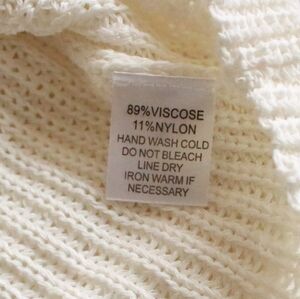 89%VISCOSE
11%NYLON
HAND WASH COLD
DO NOT BLEACH
LINE DRY
IRON WARM IF
NECESSARY